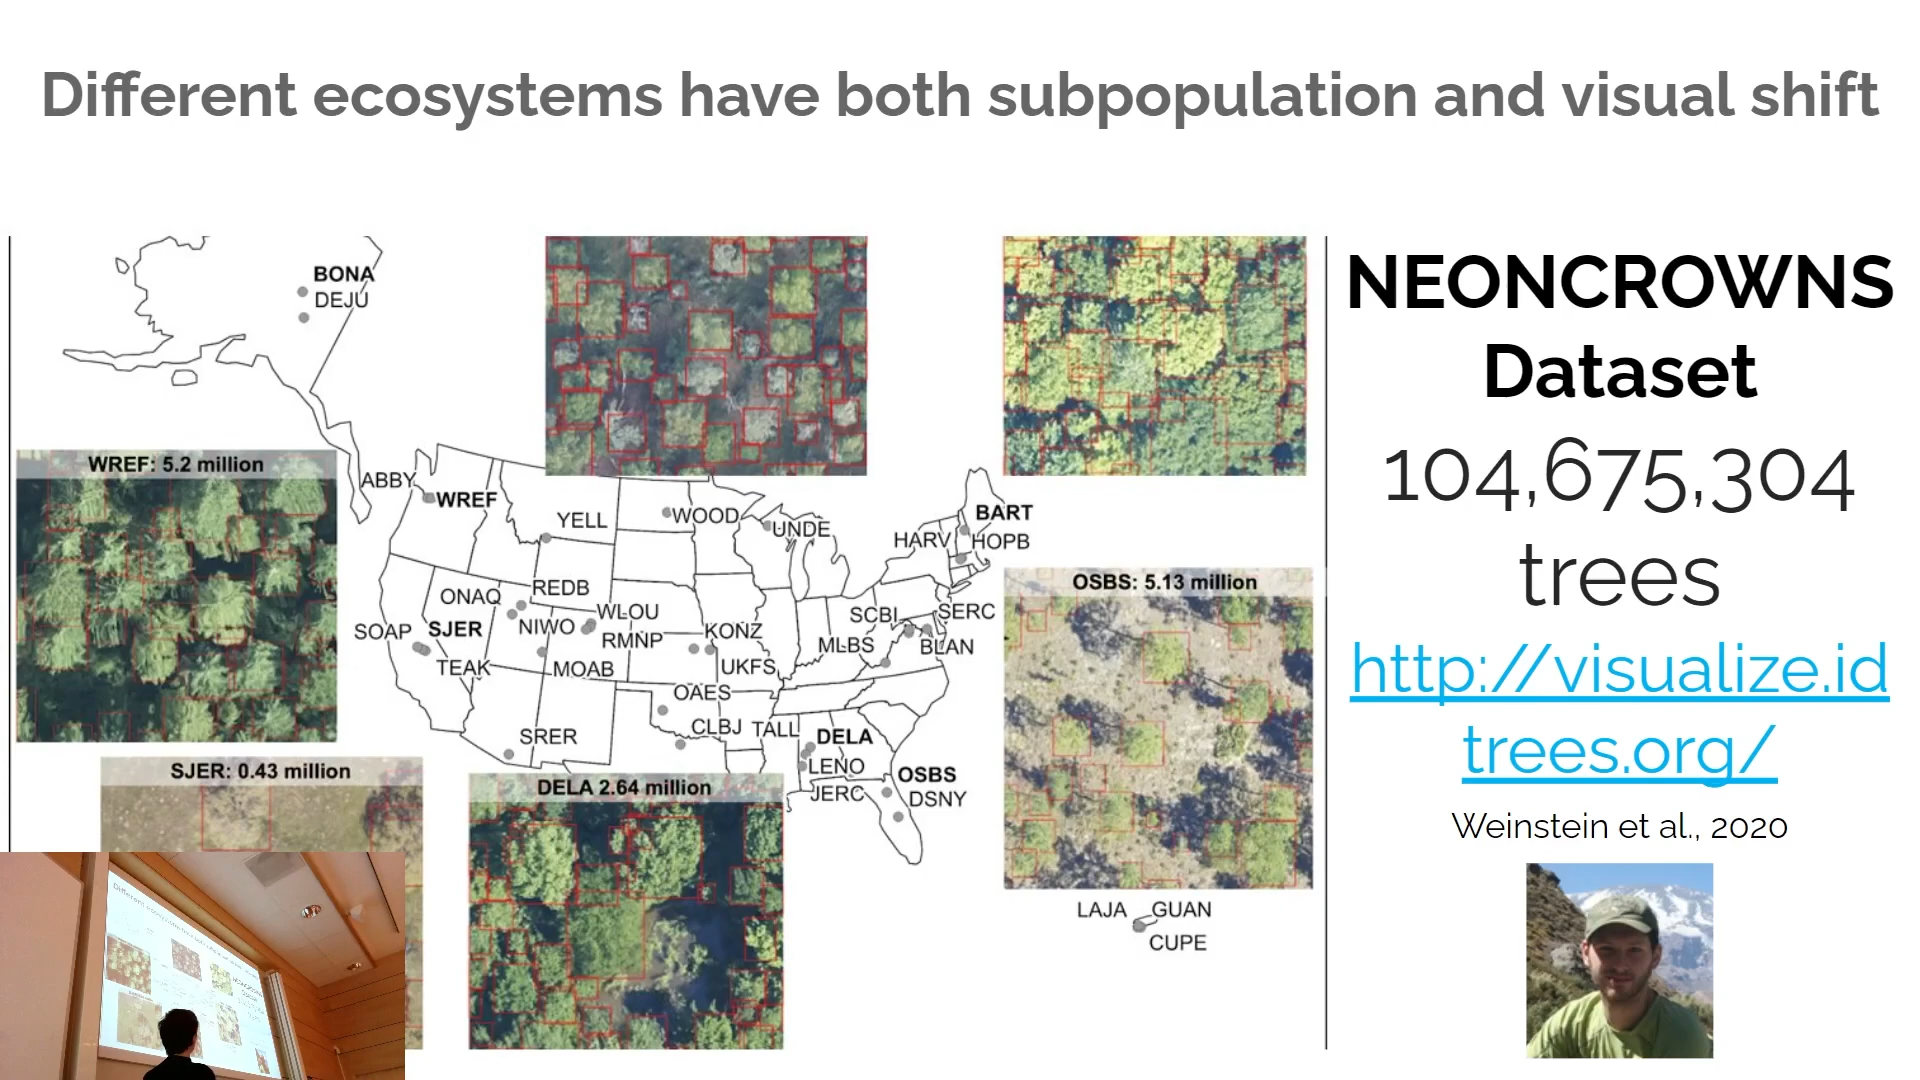 Different ecosystems have both subpopulation and visual shift
BONA
DEJU
WREF: 5.2 million
ABBY
WREF
YELL
WOOD
UNDE
BART
HARV
HOPB
ONAQ
REDB
WLOU
NIWO
RMNP
SOAP
SJER
TEAK
MOAB
KONZ
UKFS
OAES
CLBJ
TALL
SRER
SCBI
SERC
MLBS
BLAN
DELA
LENO
JERC
OSBS
DSNY
OSBS: 5.13 million
SJER: 0.43 million
DELA 2.64 million
LAJA
GUAN
CUPE
NEONCROWNS
Dataset
104,675,304
trees
http://visualize.id
trees.org/
Weinstein et al., 2020